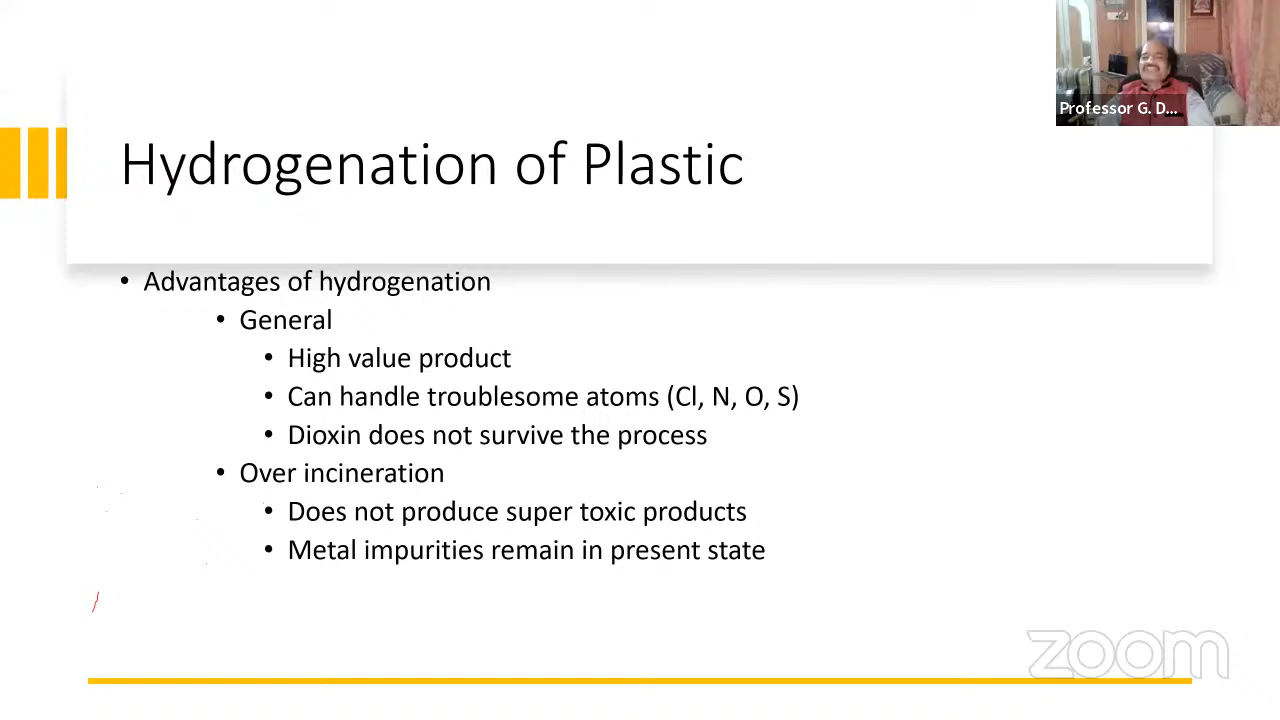 Professor G. D...
Hydrogenation of Plastic
• Advantages of hydrogenation
• General
• High value product
• Can handle troublesome atoms (Cl, N, O, S)
• Dioxin does not survive the process
• Over incineration
• Does not produce super toxic products
• Metal impurities remain in present state
zoom